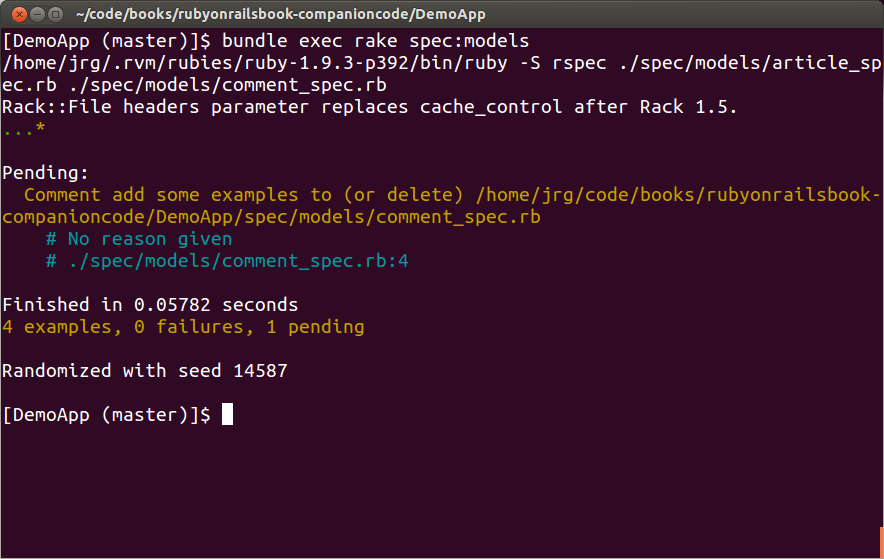 ~/code/books/rubyonrailsbook-companioncode/DemoApp
[DemoApp (master)]$ bundle exec rake spec:models
/home/jrg/.rvm/rubies/ruby-1.9.3-p392/bin/ruby -S rspec ./spec/models/article_sp
ec.rb ./spec/models/comment_spec.rb
Rack::File headers parameter replaces cache_control after Rack 1.5.
...*
Pending:
  Comment add some examples to (or delete) /home/jrg/code/books/rubyonrailsbook-
companioncode/DemoApp/spec/models/comment_spec.rb
    # No reason given
    # ./spec/models/comment_spec.rb:4
Finished in 0.05782 seconds
4 examples, 0 failures, 1 pending
Randomized with seed 14587
[DemoApp (master)]$